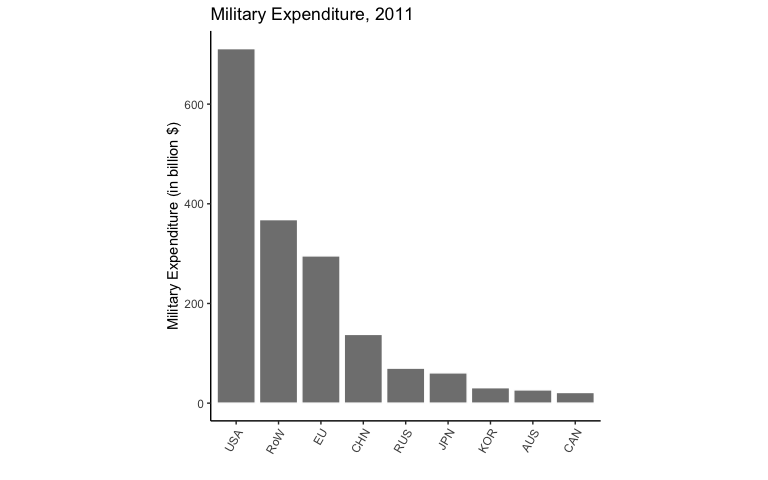 Military Expenditure, 2011
Military Expenditure (in billion $)
600
400
200
0
USA
RoW
EU
CHN
RUS
JPN
KOR
AUS
CAN